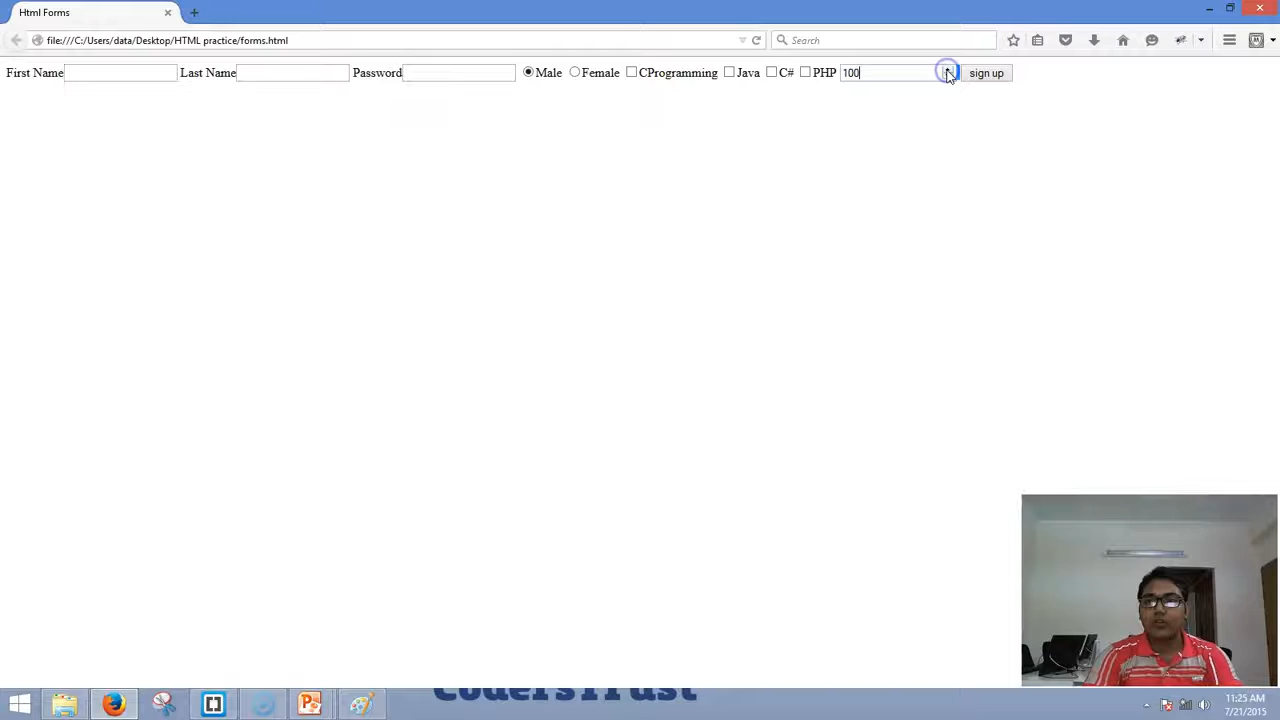 Html Forms
file:///C:/Users/data/Desktop/HTML practice/forms.html
Search
First Name Last Name Password Male Female CProgramming Java C# PHP 100 sign up
CodersTrust
11:25 AM
7/21/2015